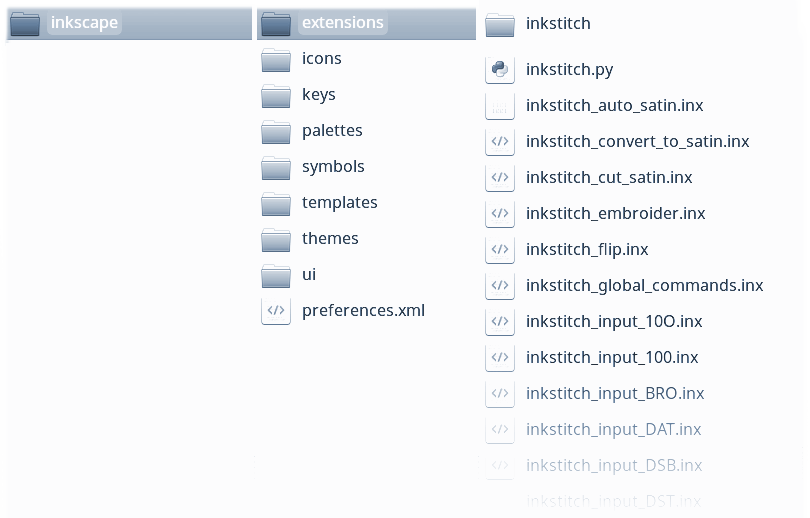 inkscape
extensions
icons
keys
palettes
symbols
templates
themes
ui
preferences.xml
inkstitch
inkstitch.py
inkstitch_auto_satin.inx
inkstitch_convert_to_satin.inx
inkstitch_cut_satin.inx
inkstitch_embroider.inx
inkstitch_flip.inx
inkstitch_global_commands.inx
inkstitch_input_10O.inx
inkstitch_input_100.inx
inkstitch_input_BRO.inx
inkstitch_input_DAT.inx
inkstitch_input_DSB.inx
inkstitch_input_DST.inx